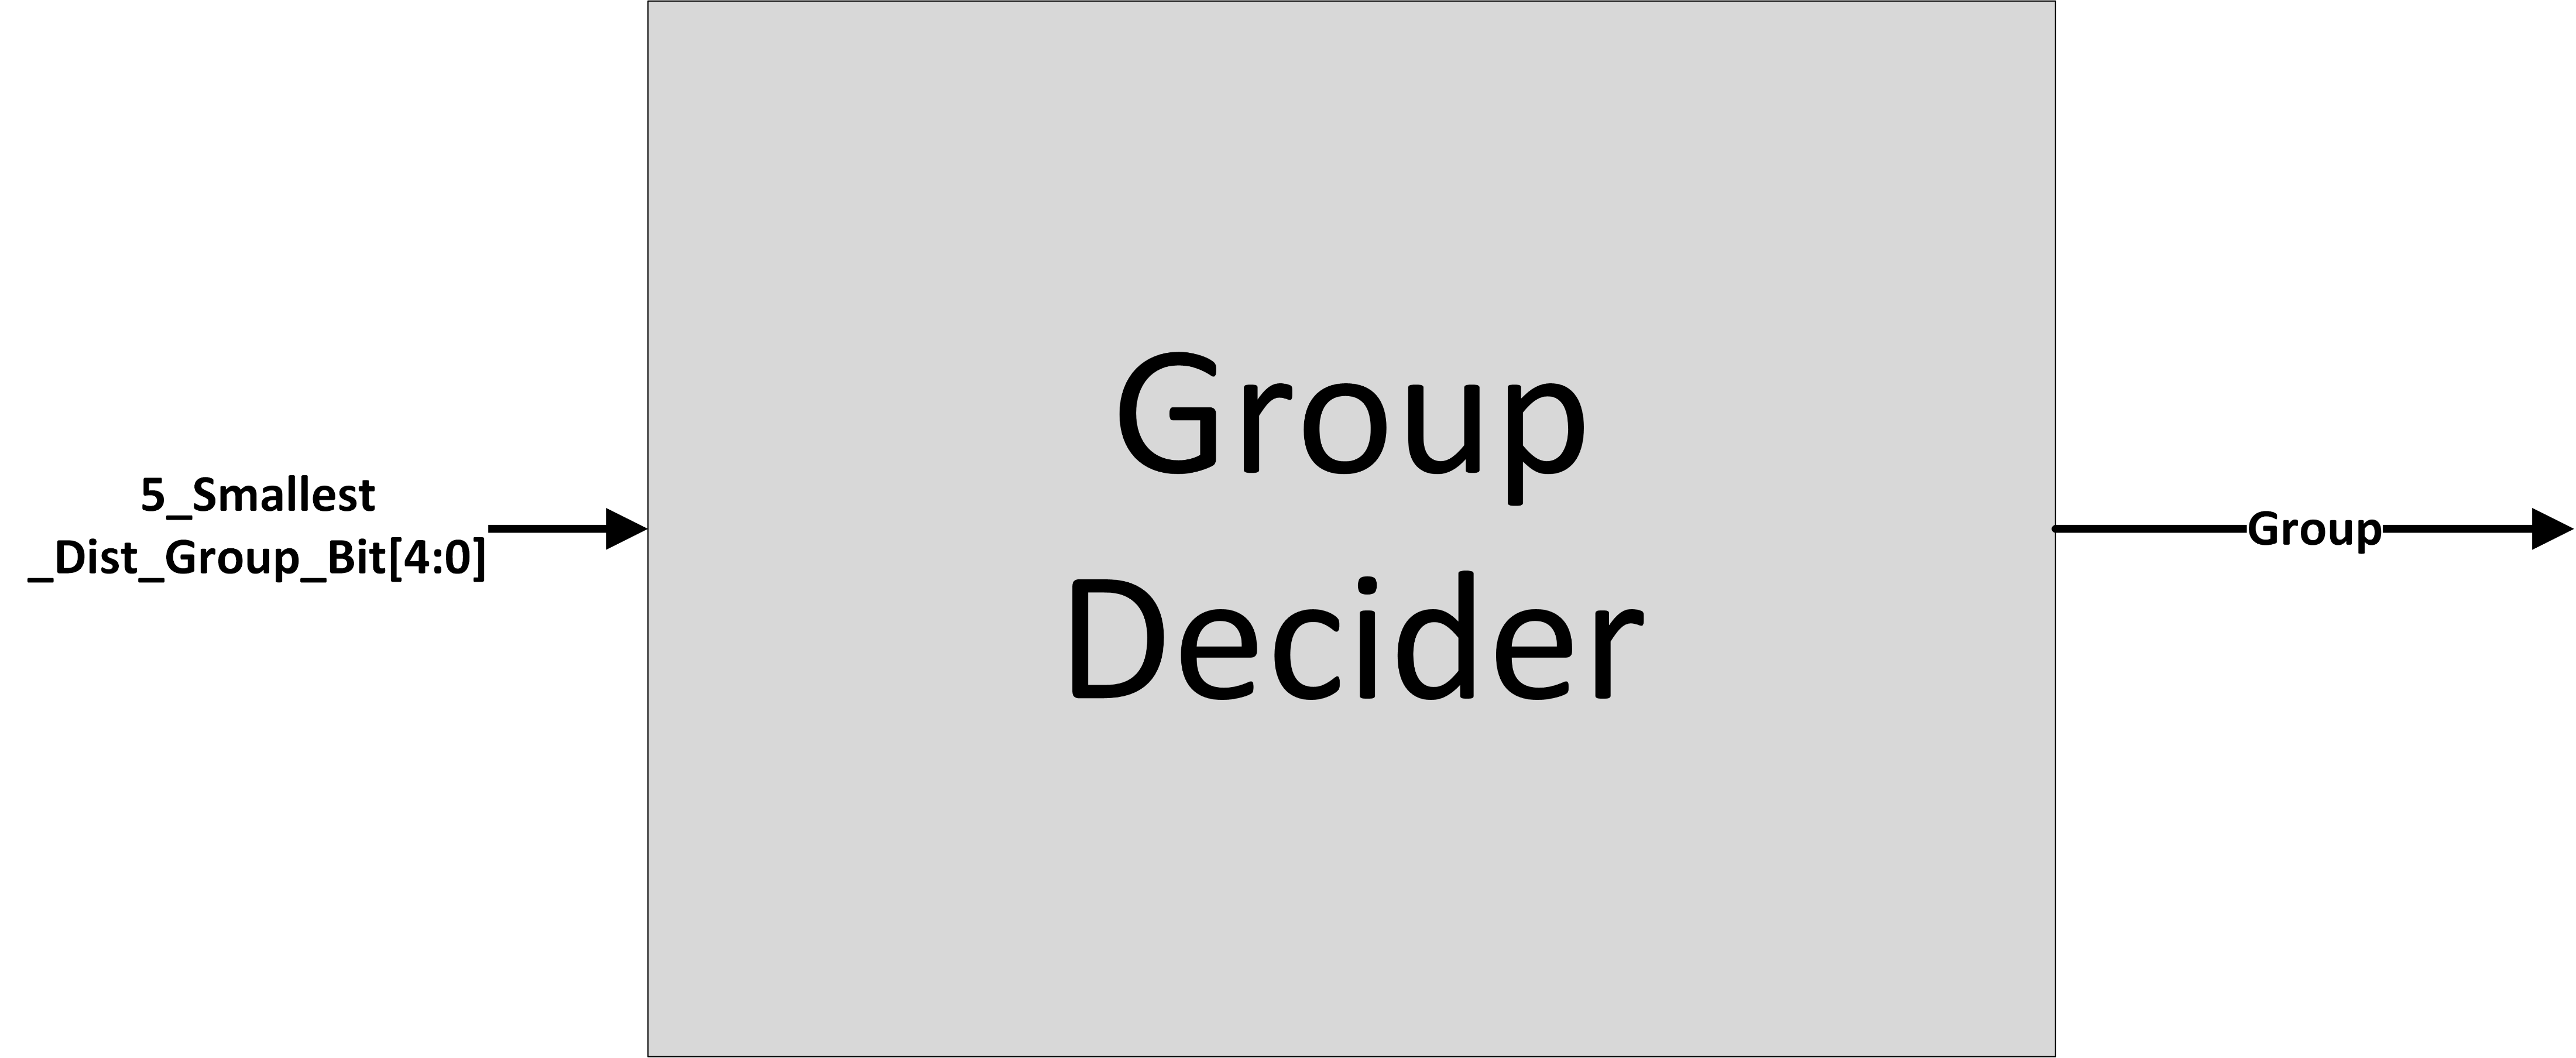 5_Smallest
_Dist_Group_Bit[4:0]
Group
Decider
Group